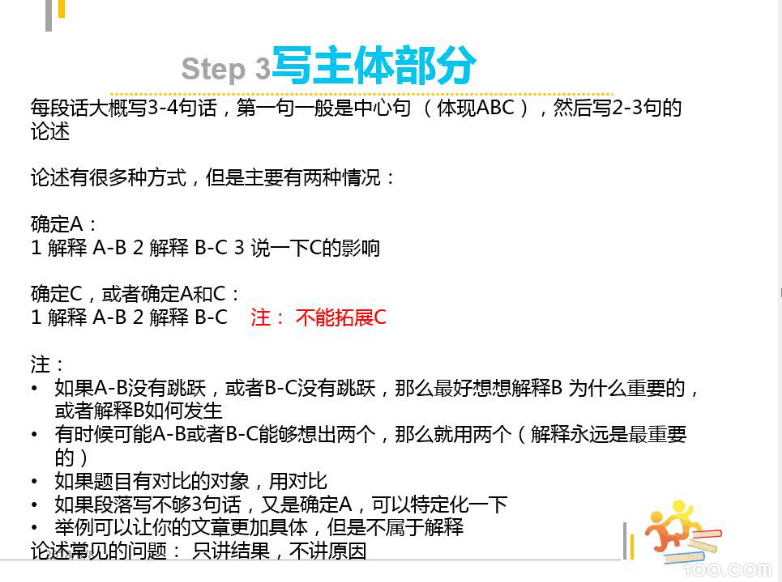 Step 3写主体部分
每段话大概写3-4句话，第一句一般是中心句 （体现ABC），然后写2-3句的
论述
论述有很多种方式，但是主要有两种情况：
确定A：
1 解释 A-B 2 解释 B-C 3 说一下C的影响
确定C，或者确定A和C：
1 解释 A-B 2 解释 B-C 注： 不能拓展C
注：
• 如果A-B没有跳跃，或者B-C没有跳跃，那么最好想想解释B 为什么重要的，
或者解释B如何发生
• 有时候可能A-B或者B-C能够想出两个，那么就用两个（解释永远是最重要
的）
• 如果题目有对比的对象，用对比
• 如果段落写不够3句话，又是确定A，可以特定化一下
• 举例可以让你的文章更加具体，但是不属于解释
论述常见的问题： 只讲结果，不讲原因
100.com